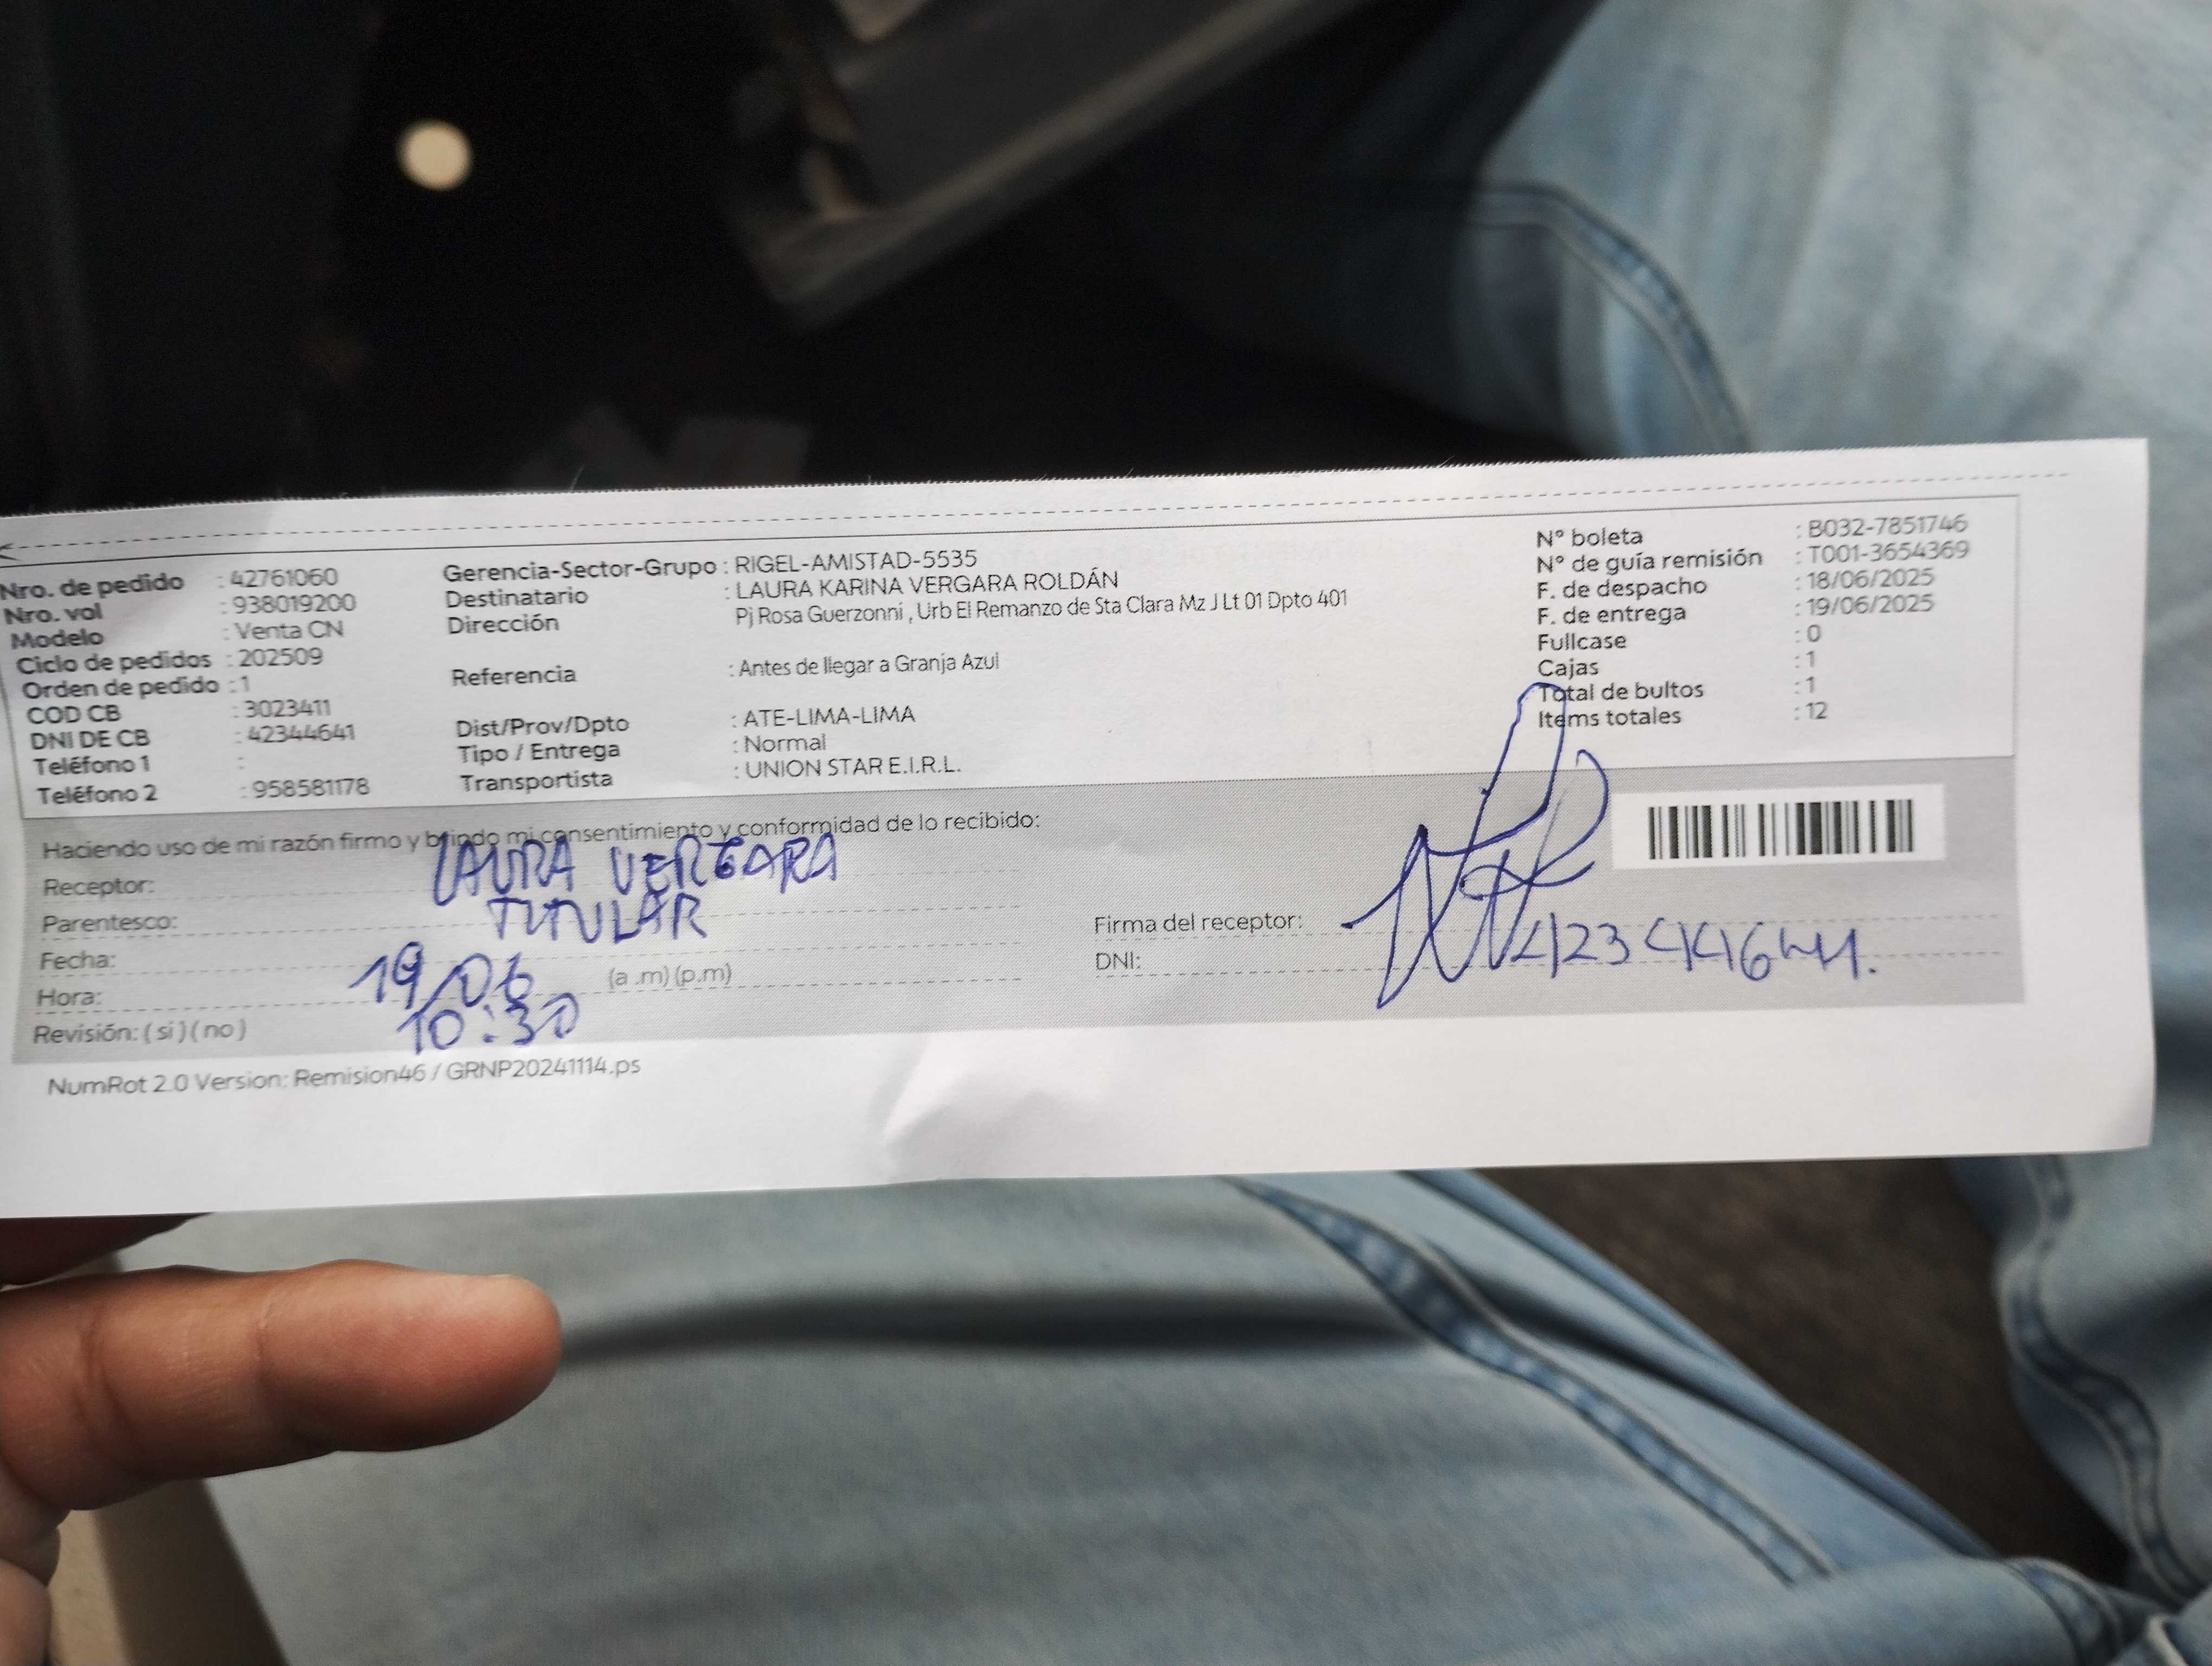 Nro. de pedido : 42761060
Nro. vol : 938019200
Modelo : Venta CN
Ciclo de pedidos : 202509
Orden de pedido : 1
COD CB : 3023411
DNI DE CB : 42344641
Teléfono 1 :
Teléfono 2 : 958581178
Gerencia-Sector-Grupo : RIGEL-AMISTAD-5535
Destinatario : LAURA KARINA VERGARA ROLDÁN
Dirección Pj Rosa Guerzonni , Urb El Remanzo de Sta Clara Mz J Lt 01 Dpto 401
Referencia : Antes de llegar a Granja Azul
Dist/Prov/Dpto : ATE-LIMA-LIMA
Tipo / Entrega : Normal
Transportista : UNION STAR E.I.R.L.
N° boleta : B032-7851746
N° de guía remisión : T001-3654369
F. de despacho : 18/06/2025
F. de entrega : 19/06/2025
Fullcase : 0
Cajas : 1
Total de bultos : 1
Items totales : 12
Haciendo uso de mi razón firmo y brindo mi consentimiento y conformidad de lo recibido:
Receptor: LAURA VERGARA
Parentesco: TITULAR
Fecha: 19/06
Hora: 10:30 (a .m) (p.m)
Revisión: ( si ) ( no )
Firma del receptor:
DNI: 42344641.
NumRot 2.0 Version: Remision46 / GRNP20241114.ps